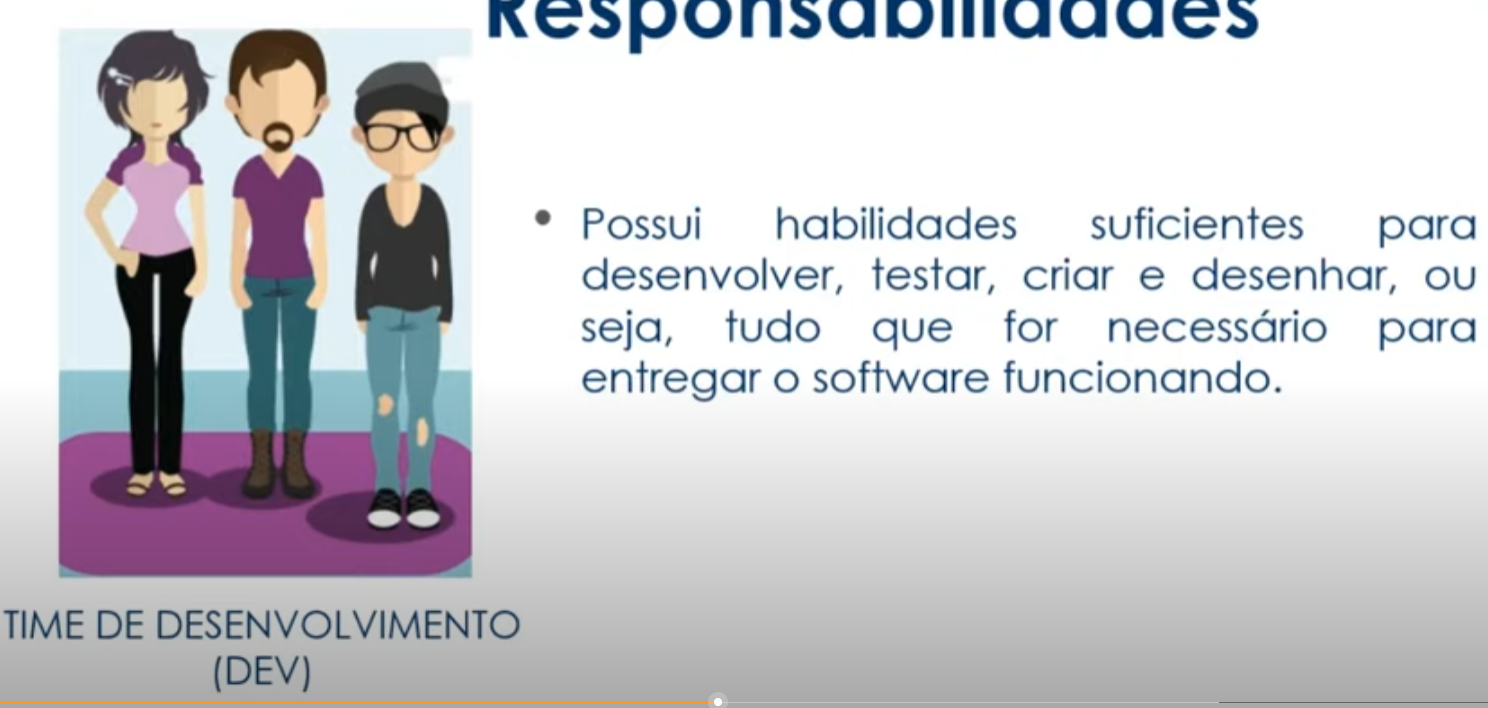 Responsabilidades
• Possui habilidades suficientes para
desenvolver, testar, criar e desenhar, ou
seja, tudo que for necessário para
entregar o software funcionando.
TIME DE DESENVOLVIMENTO
(DEV)